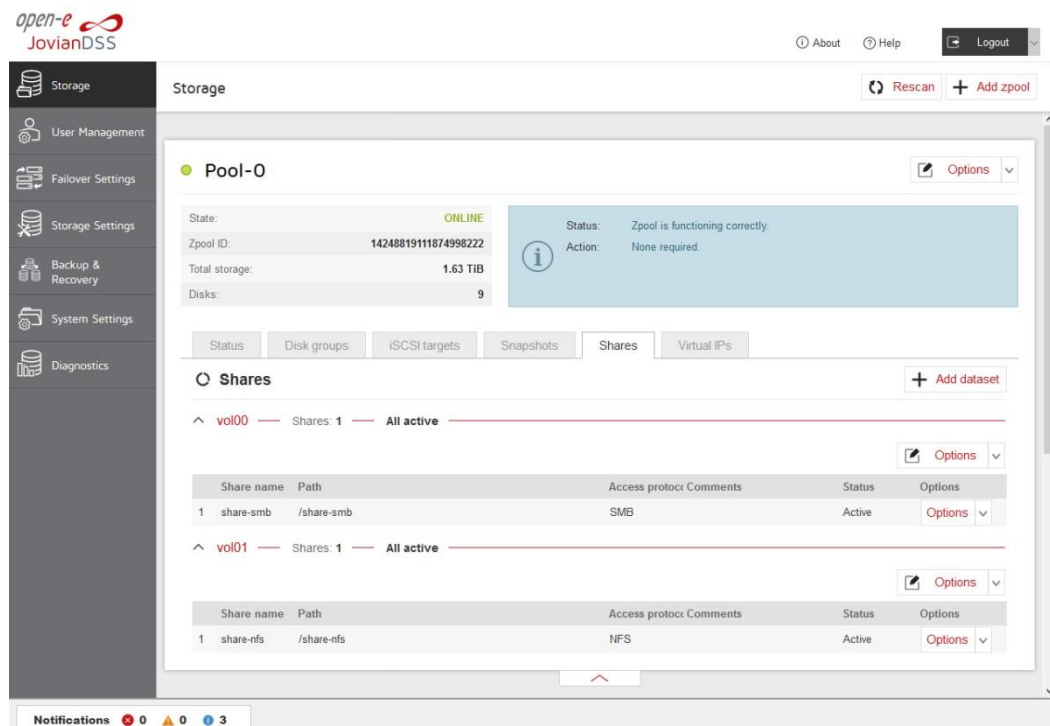 open-e
JovianDSS
About Help Logout
Storage
User Management
Failover Settings
Storage Settings
Backup &
Recovery
System Settings
Diagnostics
Storage Rescan Add zpool
Pool-0 Options
State: ONLINE
Zpool ID: 14248819111874998222
Total storage: 1.63 TiB
Disks: 9
Status: Zpool is functioning correctly.
Action: None required.
Status Disk groups iSCSI targets Snapshots Shares Virtual IPs
Shares Add dataset
vol00 Shares: 1 All active
Options
Share name Path Access protoc Comments Status Options
1 share-smb /share-smb SMB Active Options
vol01 Shares: 1 All active
Options
Share name Path Access protoc Comments Status Options
1 share-nfs /share-nfs NFS Active Options
Notifications 0 0 3